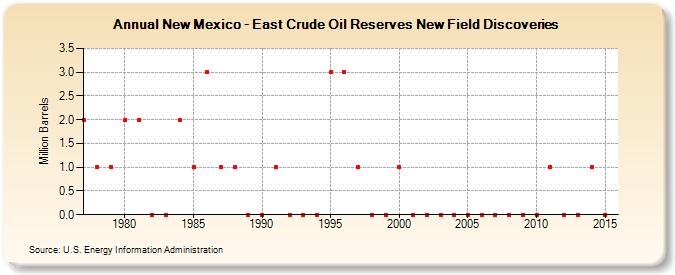 Annual New Mexico - East Crude Oil Reserves New Field Discoveries
Million Barrels
3.5
3.0
2.5
2.0
1.5
1.0
0.5
0.0
1980 1985 1990 1995 2000 2005 2010 2015
Source: U.S. Energy Information Administration